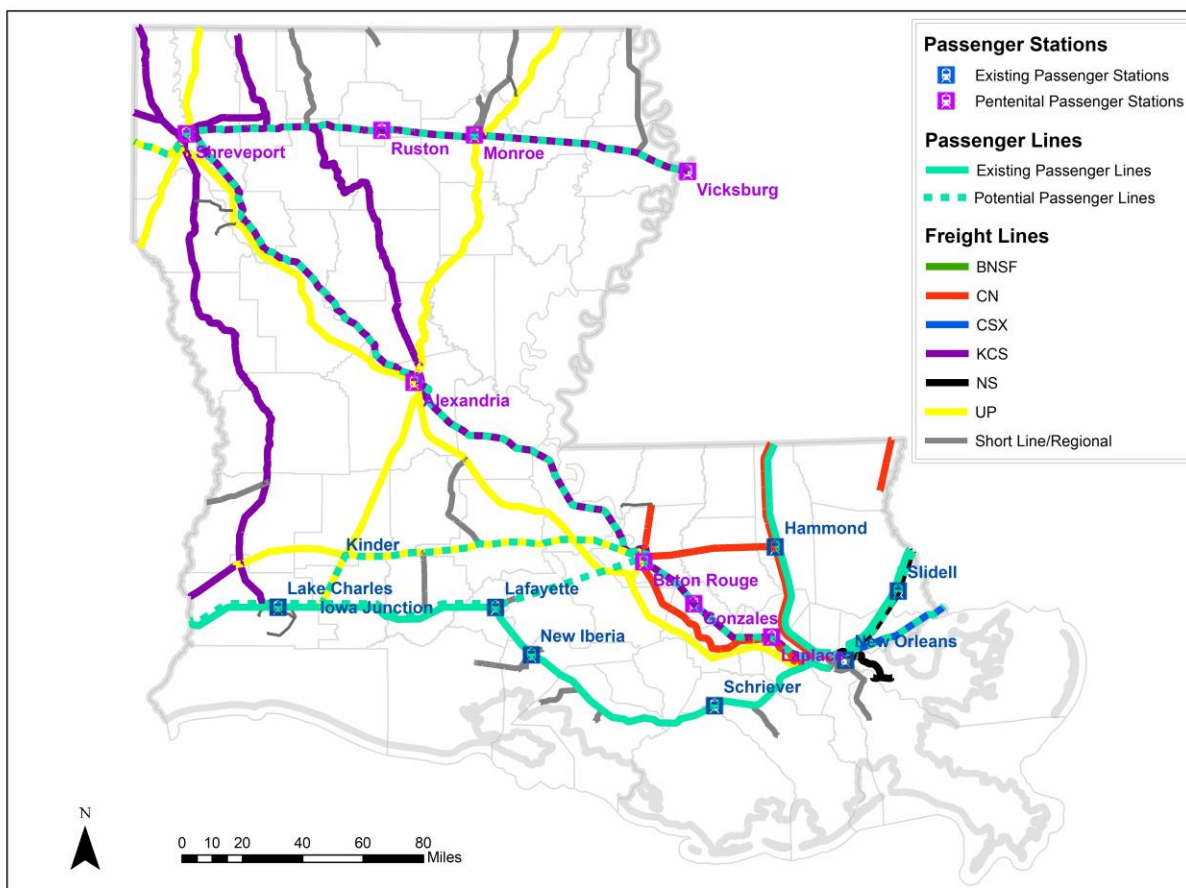 Passenger Stations
Existing Passenger Stations
Pentenital Passenger Stations
Passenger Lines
Existing Passenger Lines
Potential Passenger Lines
Freight Lines
BNSF
CN
CSX
KCS
NS
UP
Short Line/Regional
Shreveport
Ruston
Monroe
Vicksburg
Alexandria
Hammond
Kinder
Baton Rouge
Slidell
Lake Charles
Lafayette
Iowa Junction
Gonzales
New Iberia
New Orleans
Laplace
Schriever
N
0 10 20 40 60 80
Miles